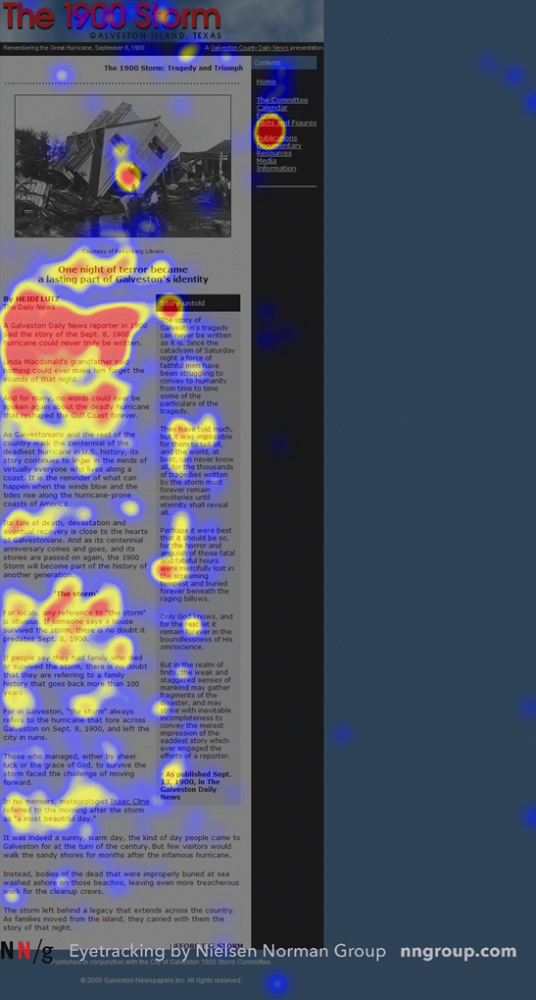 The 1900 Storm
GALVESTON ISLAND, TEXAS
Remembering the Great Hurricane, September 8, 1900
A Galveston County Daily News presentation
The 1900 Storm: Tragedy and Triumph
Contents
Home
The Committee
Calendar
Forum
Facts and Figures
Publications
Documentary
Resources
Media
Information
Courtesy of Rosenberg Library
One night of terror became
a lasting part of Galveston's identity
By HEIDI LUTZ
The Daily News
A Galveston Daily News reporter in 1900
said the story of the Sept. 8, 1900,
hurricane could never truly be written.
Linda Macdonald's grandfather said
nothing could ever make him forget the
sounds of that night.
And for many, no words could ever be
spoken again about the deadly hurricane
that reshaped the Gulf Coast forever.
As Galvestonians and the rest of the
country mark the centennial of the
deadliest hurricane in U.S. history, its
story continues to linger in the minds of
virtually everyone who lives along a
coast. It is the reminder of what can
happen when the winds blow and the
tides rise along the hurricane-prone
coasts of America.
Its tale of death, devastation and
eventual recovery is close to the hearts
of Galvestonians. And as its centennial
anniversary comes and goes, and its
stories are passed on again, the 1900
Storm will become part of the history of
another generation.
'The storm'
For locals, any reference to "the storm"
is obvious. If someone says a house
survived the storm, there is no doubt it
predates Sept. 8, 1900.
If people say they had family who died
or survived the storm, there is no doubt
that they are referring to a family
history that goes back more than 100
years.
For in Galveston, "the storm" always
refers to the hurricane that tore across
Galveston on Sept. 8, 1900, and left the
city in ruins.
Those who managed, either by sheer
luck or the grace of God, to survive the
storm faced the challenge of moving
forward.
In his memoirs, meteorologist Isaac Cline
referred to the morning after the storm
as "a most beautiful day."
Story untold
The story of
Galveston's tragedy
can never be written
as it is. Since the
cataclysm of Saturday
night a force of
faithful men have
been struggling to
convey to humanity
from time to time
some of the
particulars of the
tragedy.
They have told much,
but it was impossible
for them to tell all,
and the world, at
best, can never know
all, for the thousands
of tragedies written
by the storm must
forever remain
mysteries until
eternity shall reveal
all.
Perhaps it were best
that it should be so,
for the horror and
anguish of those fatal
and fateful hours
were mercifully lost in
the screaming
tempest and buried
forever beneath the
raging billows.
Only God knows, and
for the rest let it
remain forever in the
boundlessness of His
omniscience.
But in the realm of
finity, the weak and
staggered senses of
mankind may gather
fragments of the
disaster, and may
strive with inevitable
incompleteness to
convey the merest
impression of the
saddest story which
ever engaged the
efforts of a reporter.
- As published Sept.
13, 1900, in The
Galveston Daily
News
It was indeed a sunny, warm day, the kind of day people came to
Galveston for at the turn of the century. But few visitors would
walk the sandy shores for months after the infamous hurricane.
Instead, bodies of the dead that were improperly buried at sea
washed ashore on those beaches, leaving even more treacherous
work for the cleanup crews.
The storm left behind a legacy that extends across the continent.
As families moved from the island, they carried with them the
story of that night.
BEFORE THE STORM
NN/g Eyetracking by Nielsen Norman Group nngroup.com
Published in conjunction with the City of Galveston 1900 Storm Committee.
© 2005 Galveston Newspapers Inc. All rights reserved.